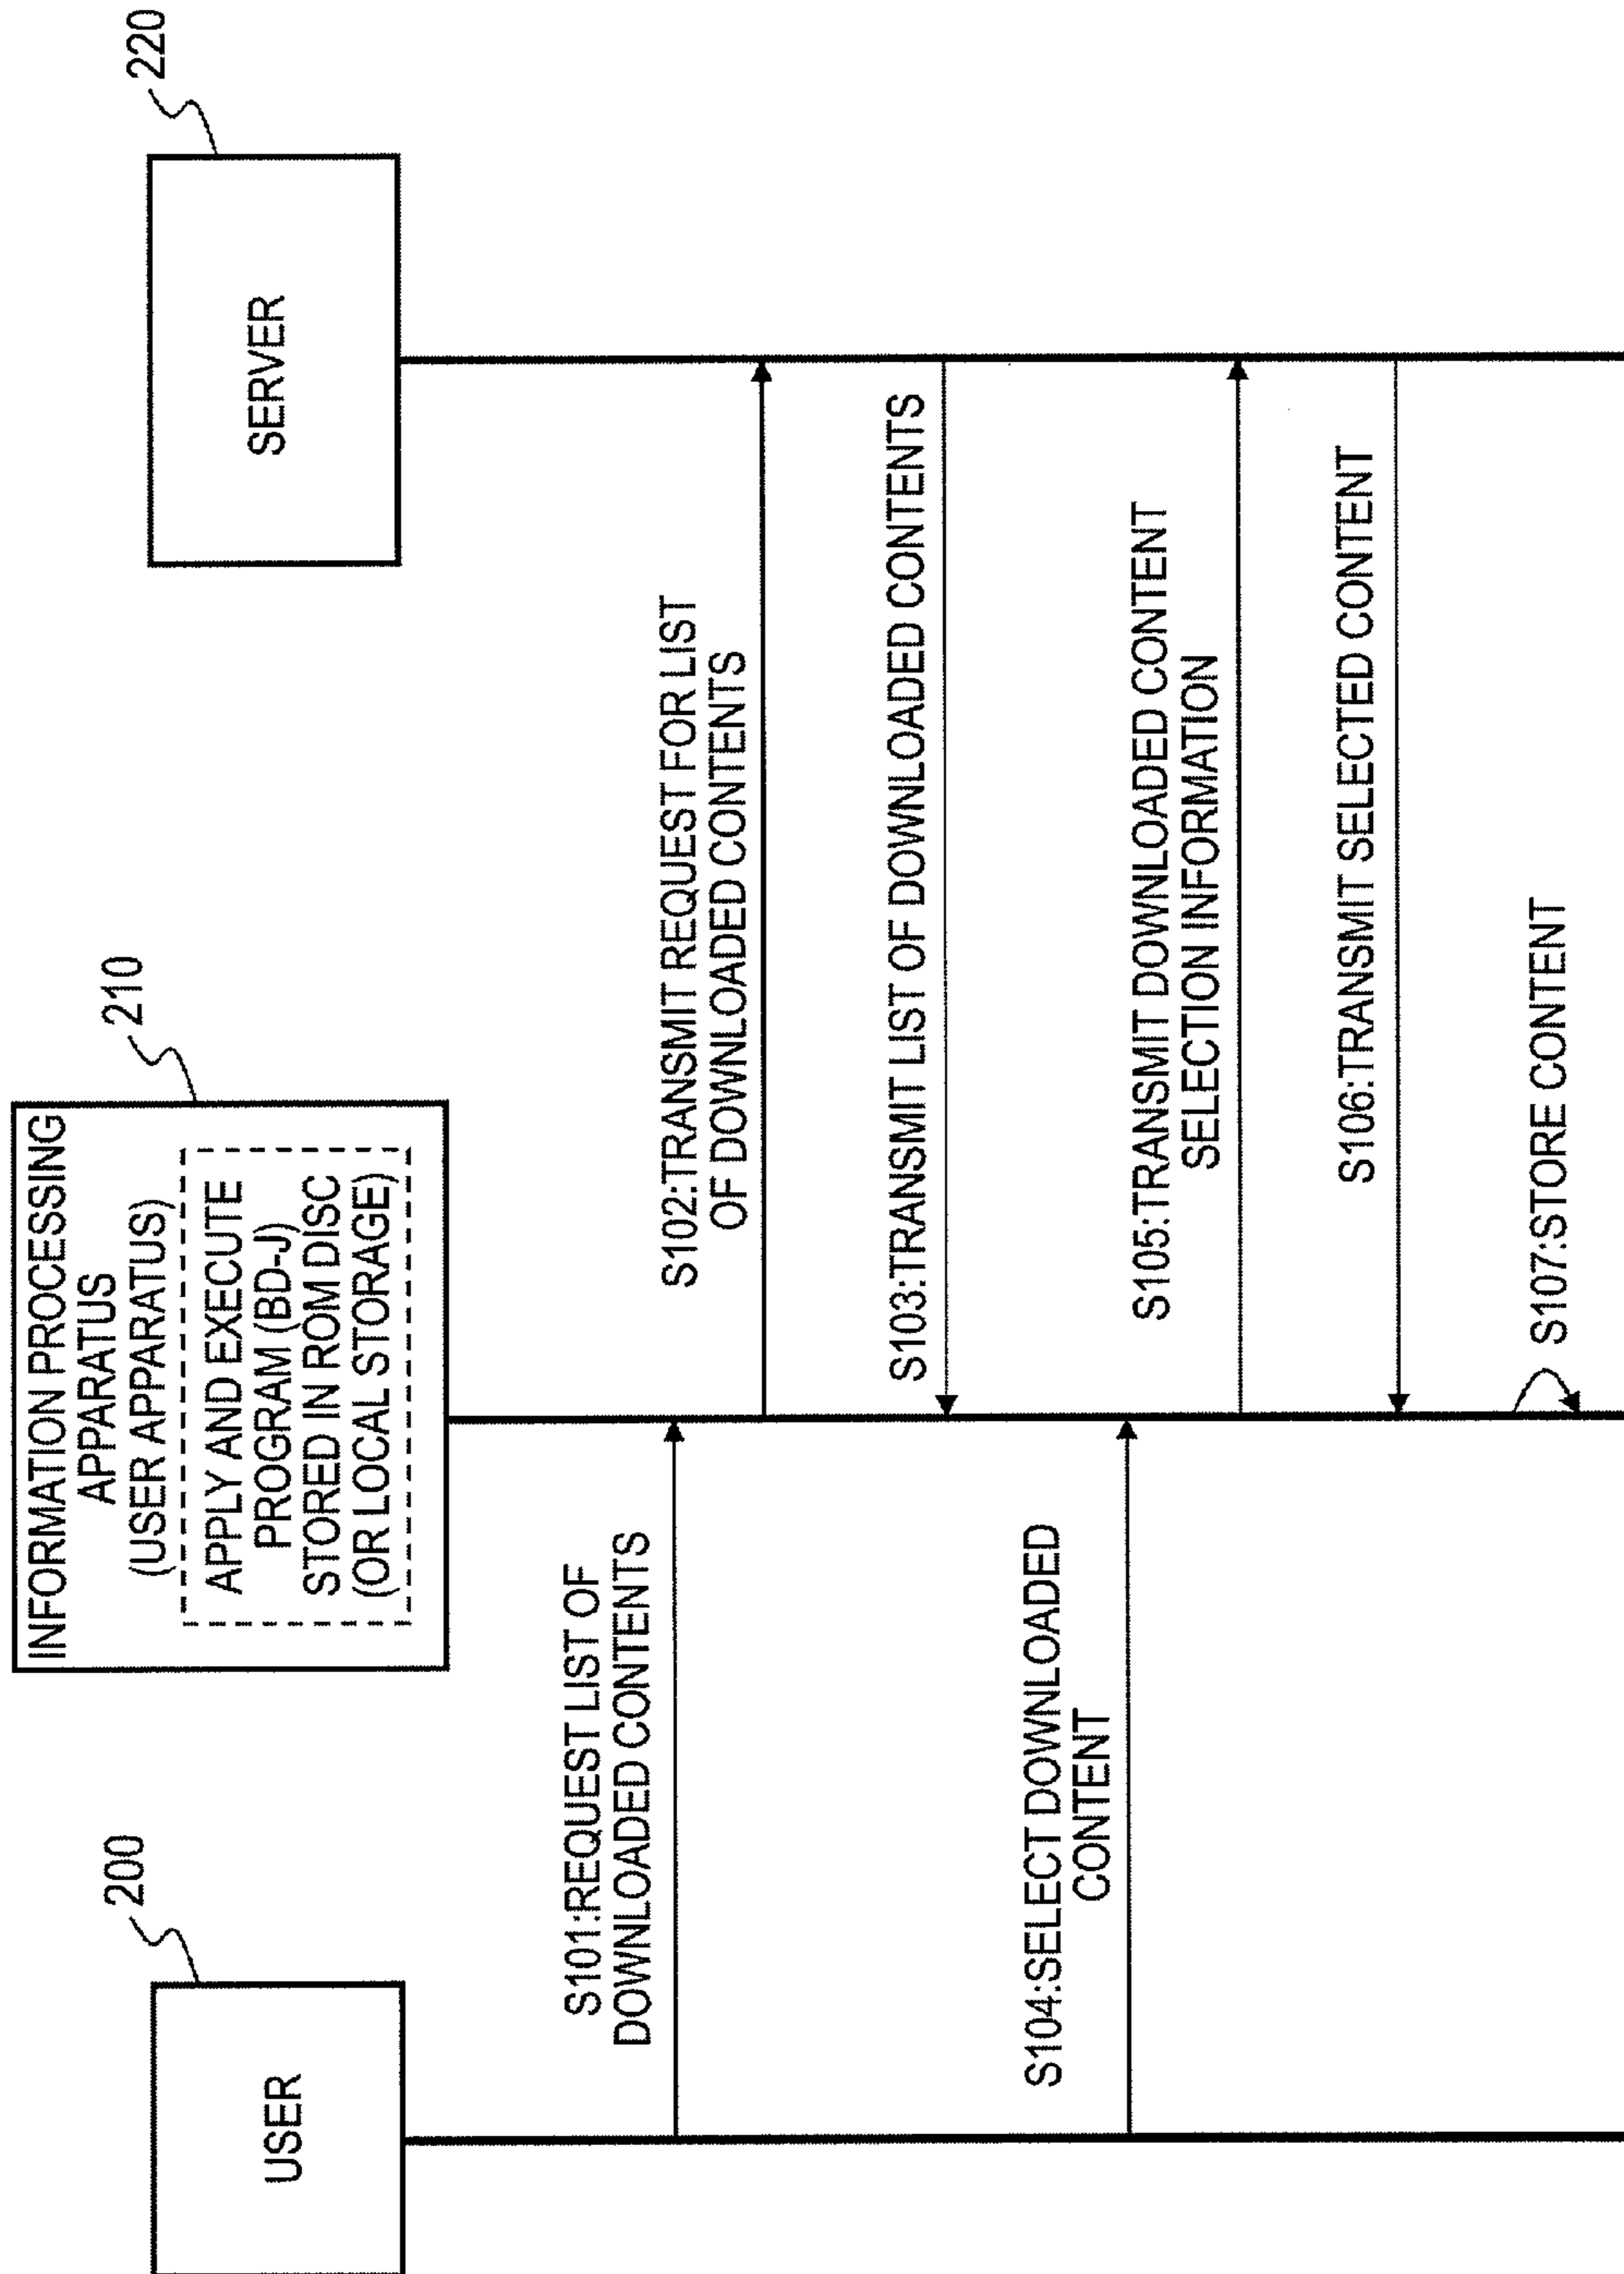 200
USER
210
INFORMATION PROCESSING
APPARATUS
(USER APPARATUS)
APPLY AND EXECUTE
PROGRAM (BD-J)
STORED IN ROM DISC
(OR LOCAL STORAGE)
220
SERVER
S101:REQUEST LIST OF
DOWNLOADED CONTENTS
S102:TRANSMIT REQUEST FOR LIST
OF DOWNLOADED CONTENTS
S103:TRANSMIT LIST OF DOWNLOADED CONTENTS
S104:SELECT DOWNLOADED
CONTENT
S105:TRANSMIT DOWNLOADED CONTENT
SELECTION INFORMATION
S106:TRANSMIT SELECTED CONTENT
S107:STORE CONTENT